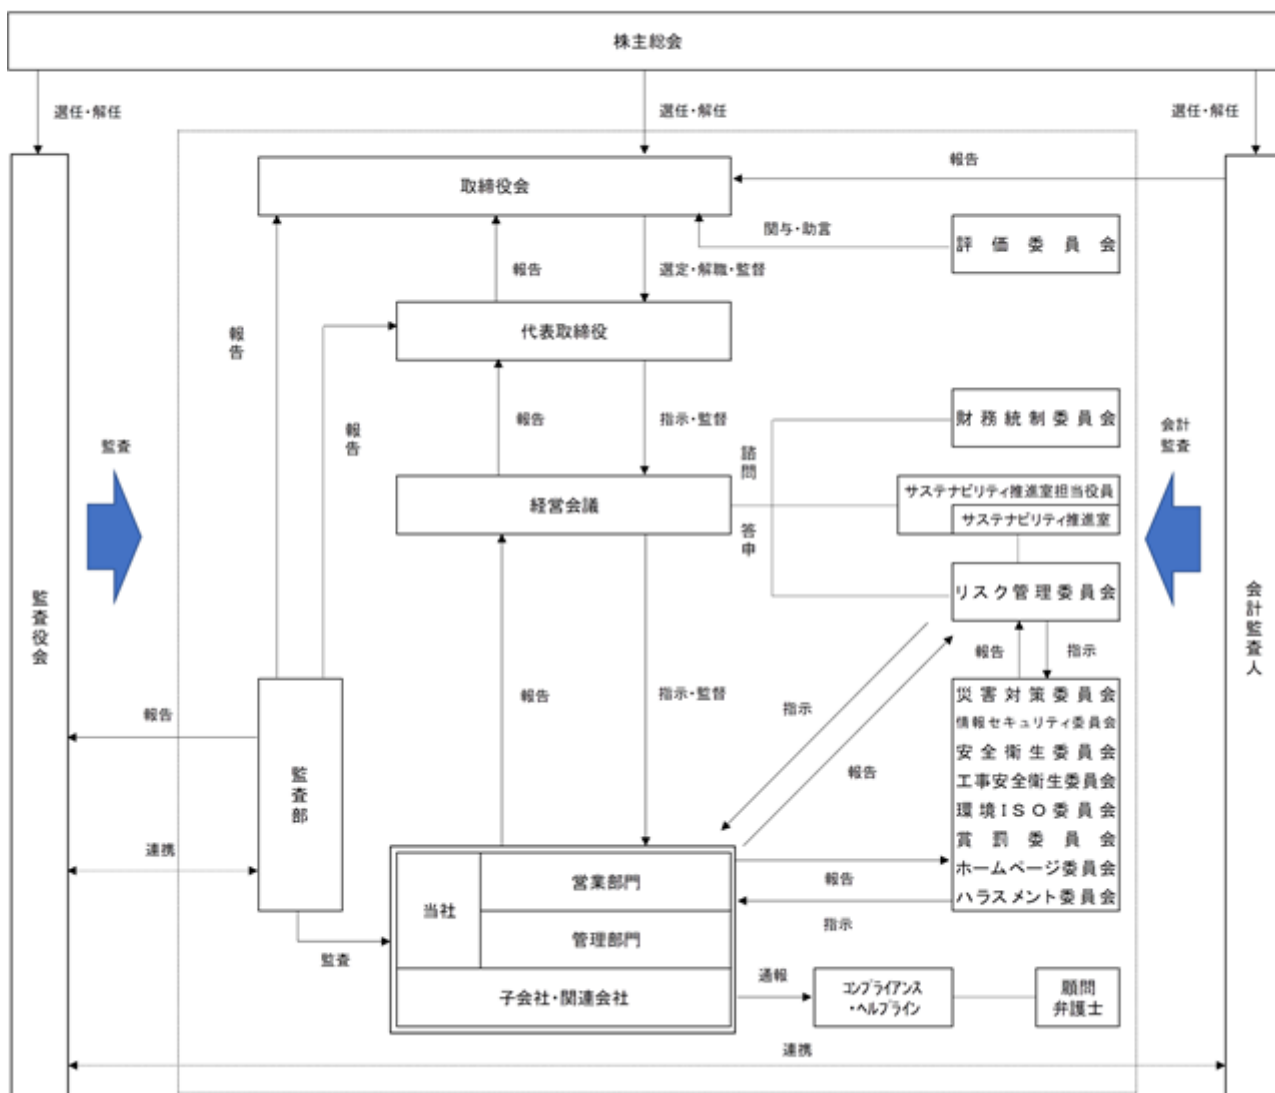 株主総会
選任・解任
選任・解任
選任・解任
報告
取締役会
関与・助言
評価委員会
報告
選定・解職・監督
代表取締役
報告
報告
報告
指示・監督
財務統制委員会
諮問
答申
監査
会計
監査
経営会議
サステナビリティ推進室担当役員
サステナビリティ推進室
リスク管理委員会
監査役会
会計監査人
報告
指示
報告
指示・監督
指示
報告
災害対策委員会
情報セキュリティ委員会
安全衛生委員会
工事安全衛生委員会
環境ISO委員会
賞罰委員会
ホームページ委員会
ハラスメント委員会
報告
監査部
連携
監査
当社
営業部門
管理部門
子会社・関連会社
報告
指示
通報
コンプライアンス
・ヘルプライン
顧問
弁護士
連携